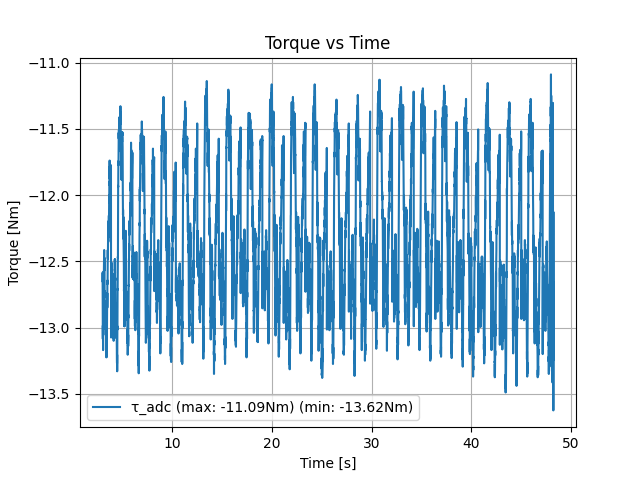 Torque vs Time
−11.0
−11.5
−12.0
−12.5
−13.0
−13.5
Torque [Nm]
τ_adc (max: -11.09Nm) (min: -13.62Nm)
10
20
30
40
50
Time [s]